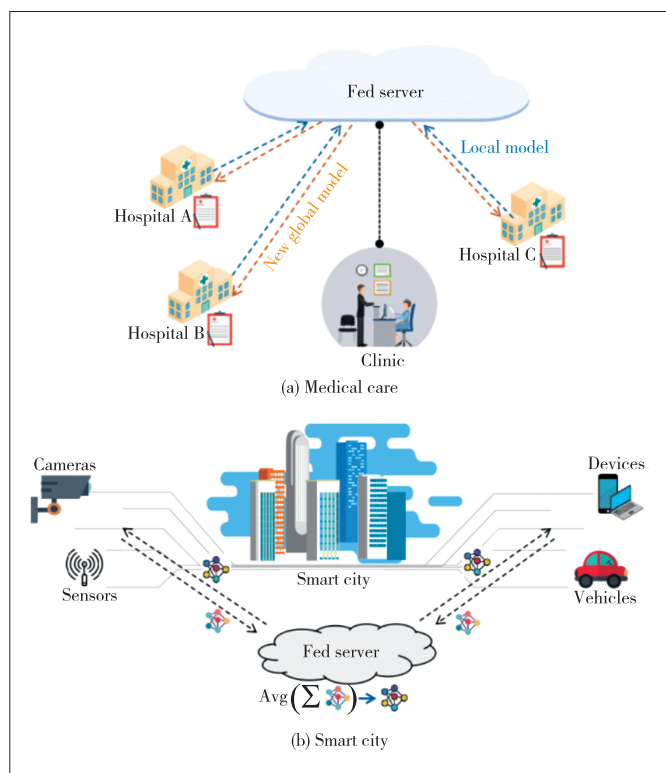 Fed server
Local model
Hospital A
New global model
Hospital C
Hospital B
Clinic
(a) Medical care
Cameras
Devices
Smart city
Sensors
Vehicles
Fed server
Avg(∑ )
(b) Smart city